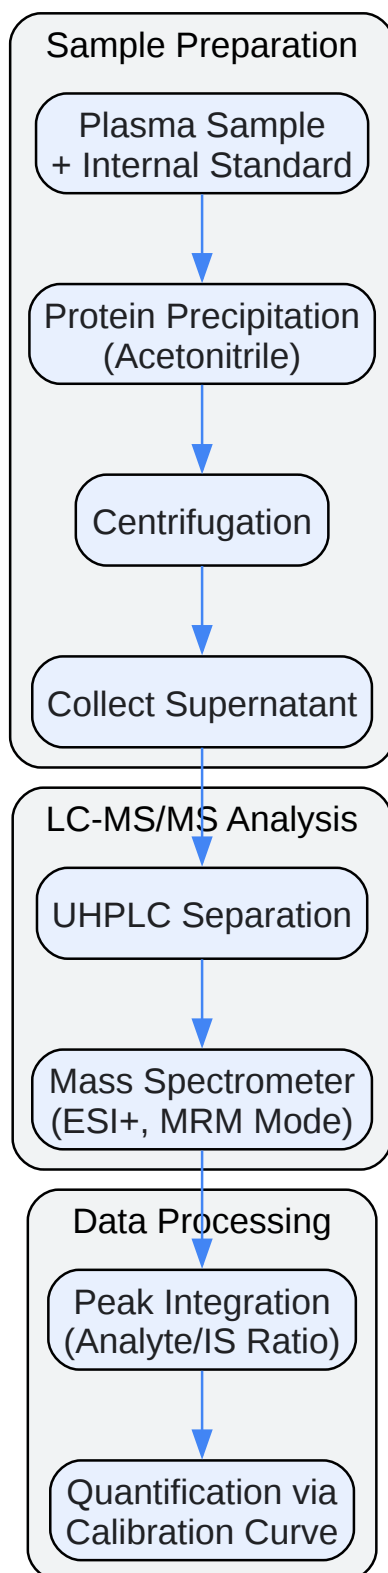 Sample Preparation
Plasma Sample
+ Internal Standard
Protein Precipitation
(Acetonitrile)
Centrifugation
Collect Supernatant
LC-MS/MS Analysis
UHPLC Separation
Mass Spectrometer
(ESI+, MRM Mode)
Data Processing
Peak Integration
(Analyte/IS Ratio)
Quantification via
Calibration Curve